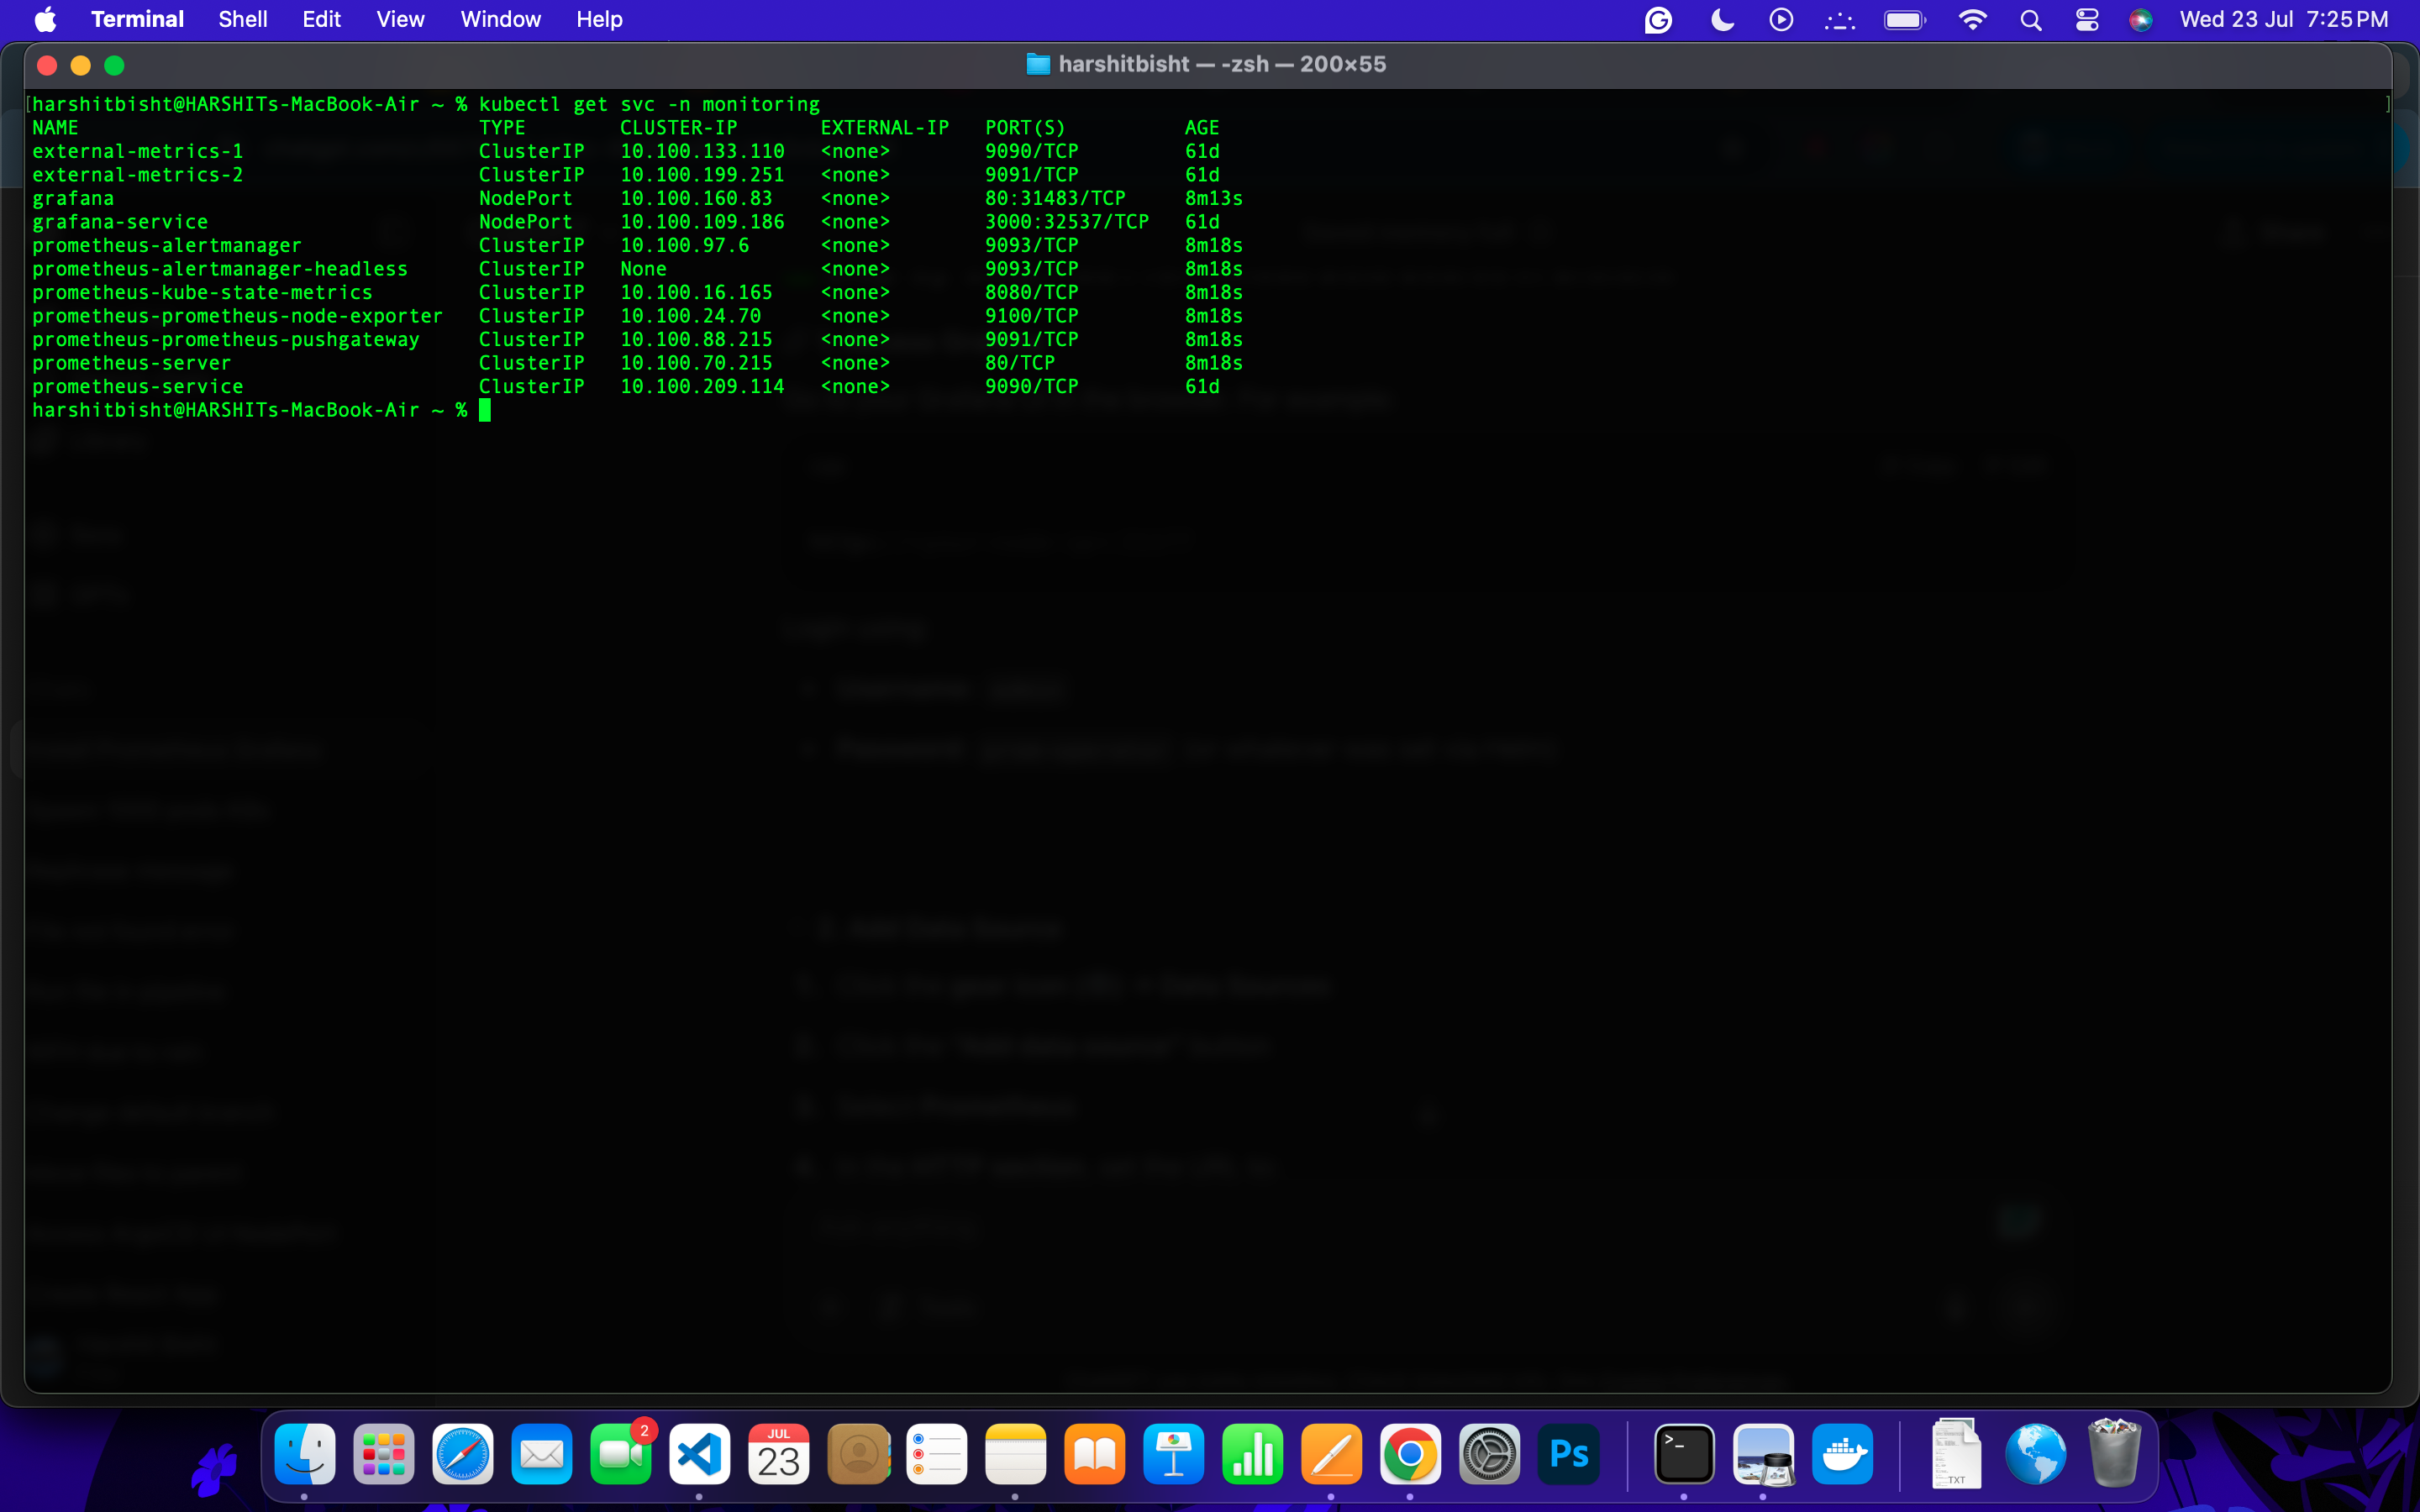 Terminal Shell Edit View Window Help Wed 23 Jul 7:25 PM
harshitbisht — -zsh — 200×55
[harshitbisht@HARSHITs-MacBook-Air ~ % kubectl get svc -n monitoring ]
NAME TYPE CLUSTER-IP EXTERNAL-IP PORT(S) AGE
external-metrics-1 ClusterIP 10.100.133.110 <none> 9090/TCP 61d
external-metrics-2 ClusterIP 10.100.199.251 <none> 9091/TCP 61d
grafana NodePort 10.100.160.83 <none> 80:31483/TCP 8m13s
grafana-service NodePort 10.100.109.186 <none> 3000:32537/TCP 61d
prometheus-alertmanager ClusterIP 10.100.97.6 <none> 9093/TCP 8m18s
prometheus-alertmanager-headless ClusterIP None <none> 9093/TCP 8m18s
prometheus-kube-state-metrics ClusterIP 10.100.16.165 <none> 8080/TCP 8m18s
prometheus-prometheus-node-exporter ClusterIP 10.100.24.70 <none> 9100/TCP 8m18s
prometheus-prometheus-pushgateway ClusterIP 10.100.88.215 <none> 9091/TCP 8m18s
prometheus-server ClusterIP 10.100.70.215 <none> 80/TCP 8m18s
prometheus-service ClusterIP 10.100.209.114 <none> 9090/TCP 61d
harshitbisht@HARSHITs-MacBook-Air ~ %
2
JUL
23
Ps
>_
TXT